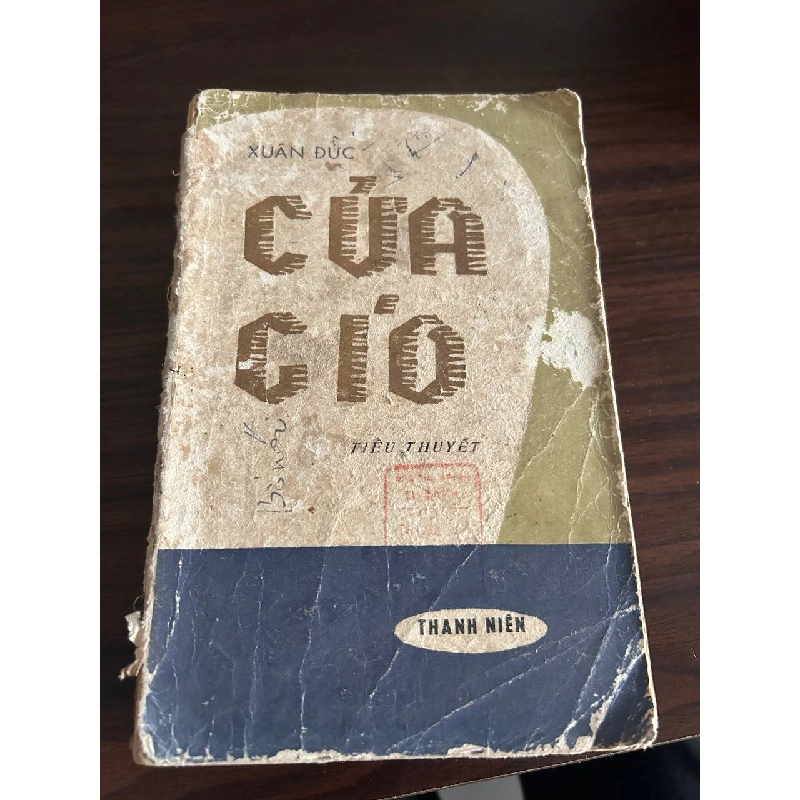 XUÂN ĐỨC
CỬA
GIÓ
TIỂU THUYẾT
THANH NIÊN